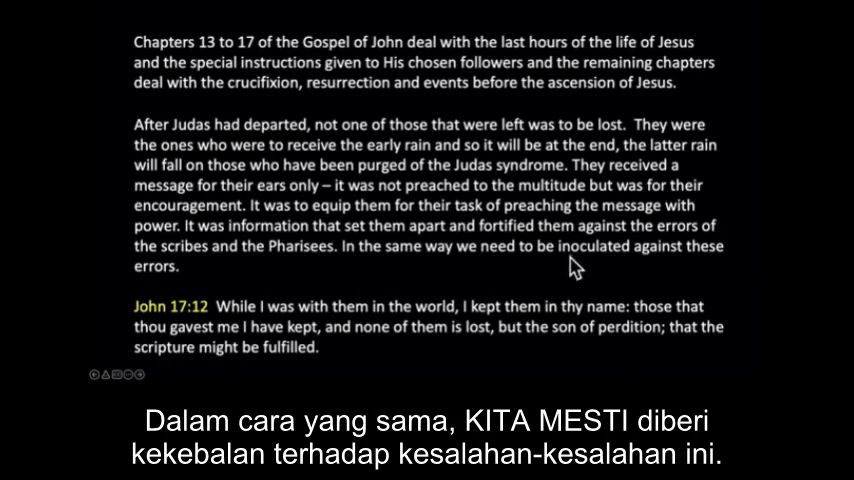 Chapters 13 to 17 of the Gospel of John deal with the last hours of the life of Jesus
and the special instructions given to His chosen followers and the remaining chapters
deal with the crucifixion, resurrection and events before the ascension of Jesus.
After Judas had departed, not one of those that were left was to be lost. They were
the ones who were to receive the early rain and so it will be at the end, the latter rain
will fall on those who have been purged of the Judas syndrome. They received a
message for their ears only – it was not preached to the multitude but was for their
encouragement. It was to equip them for their task of preaching the message with
power. It was information that set them apart and fortified them against the errors of
the scribes and the Pharisees. In the same way we need to be inoculated against these
errors.
John 17:12 While I was with them in the world, I kept them in thy name: those that
thou gavest me I have kept, and none of them is lost, but the son of perdition; that the
scripture might be fulfilled.
Dalam cara yang sama, KITA MESTI diberi
kekebalan terhadap kesalahan-kesalahan ini.